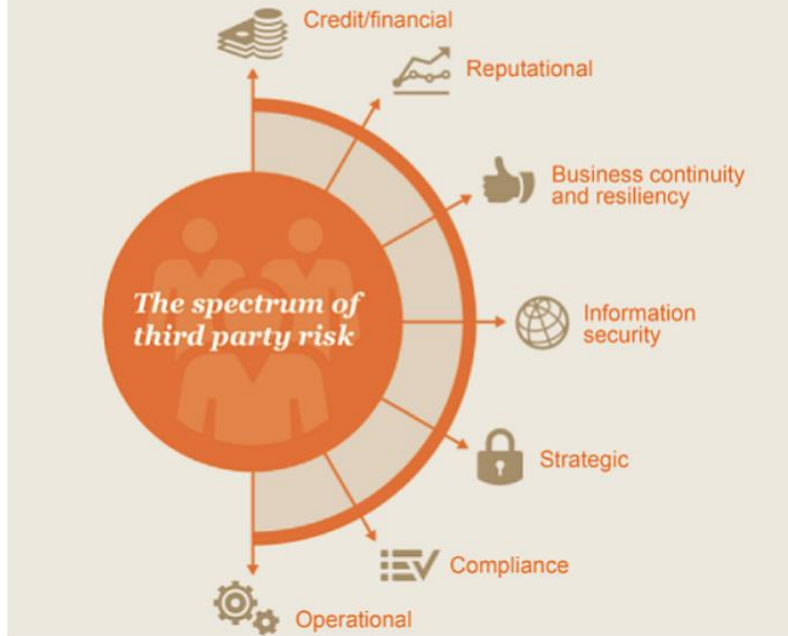 Credit/financial
Reputational
Business continuity
and resiliency
The spectrum of
third party risk
Information
security
Strategic
Compliance
Operational